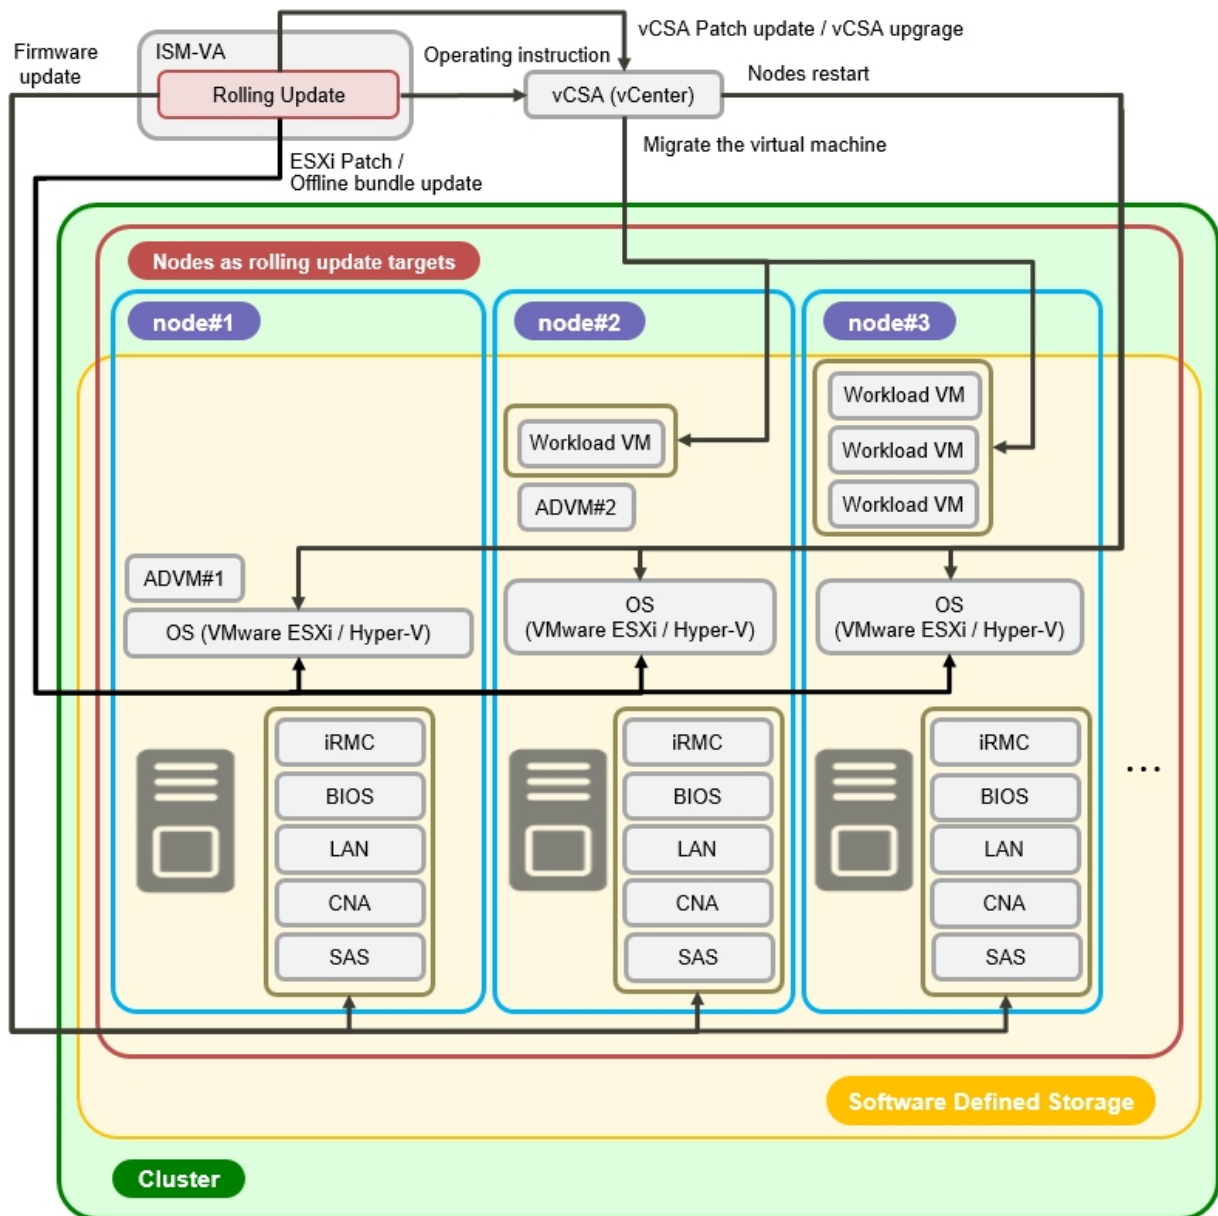 Firmware
update
ISM-VA
Rolling Update
Operating instruction
vCSA Patch update / vCSA upgrage
vCSA (vCenter)
Nodes restart
Migrate the virtual machine
ESXi Patch /
Offline bundle update
Nodes as rolling update targets
node#1
node#2
node#3
Workload VM
ADVM#2
Workload VM
Workload VM
Workload VM
ADVM#1
OS (VMware ESXi / Hyper-V)
OS
(VMware ESXi / Hyper-V)
OS
(VMware ESXi / Hyper-V)
iRMC
BIOS
LAN
CNA
SAS
iRMC
BIOS
LAN
CNA
SAS
iRMC
BIOS
LAN
CNA
SAS
...
Software Defined Storage
Cluster